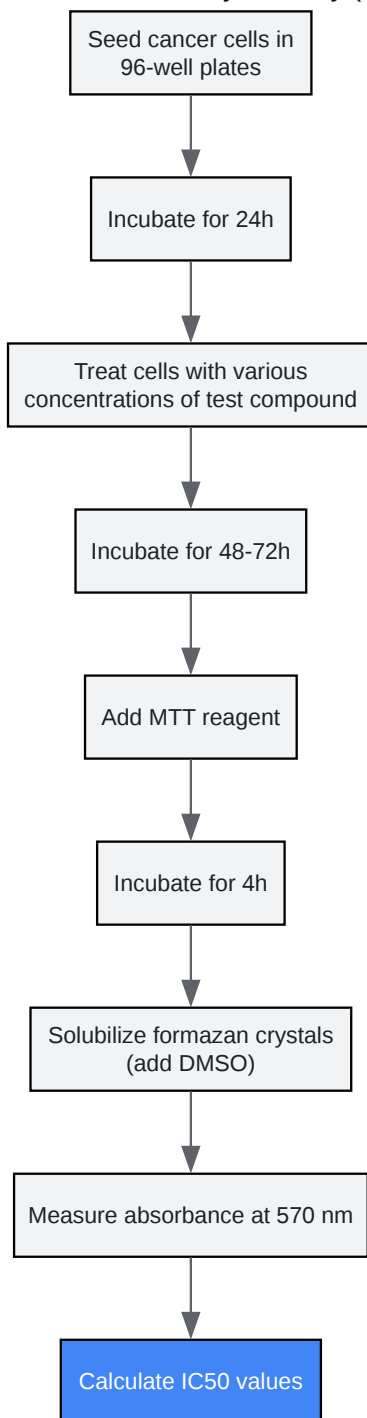 Seed cancer cells in
96-well plates
Incubate for 24h
Treat cells with various
concentrations of test compound
Incubate for 48-72h
Add MTT reagent
Incubate for 4h
Solubilize formazan crystals
(add DMSO)
Measure absorbance at 570 nm
Calculate IC50 values